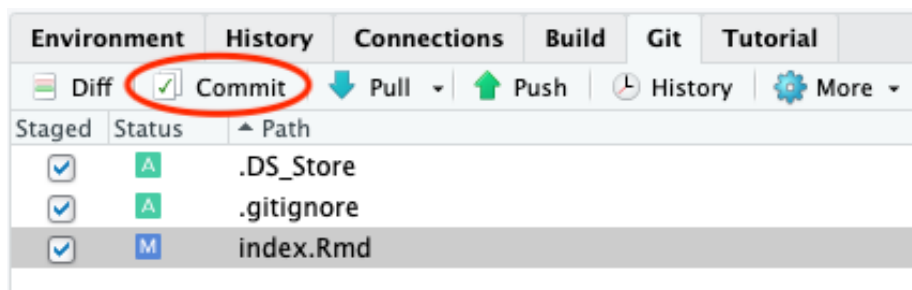 Environment History Connections Build Git Tutorial
Diff Commit Pull Push History More
Staged Status Path
A .DS_Store
A .gitignore
M index.Rmd